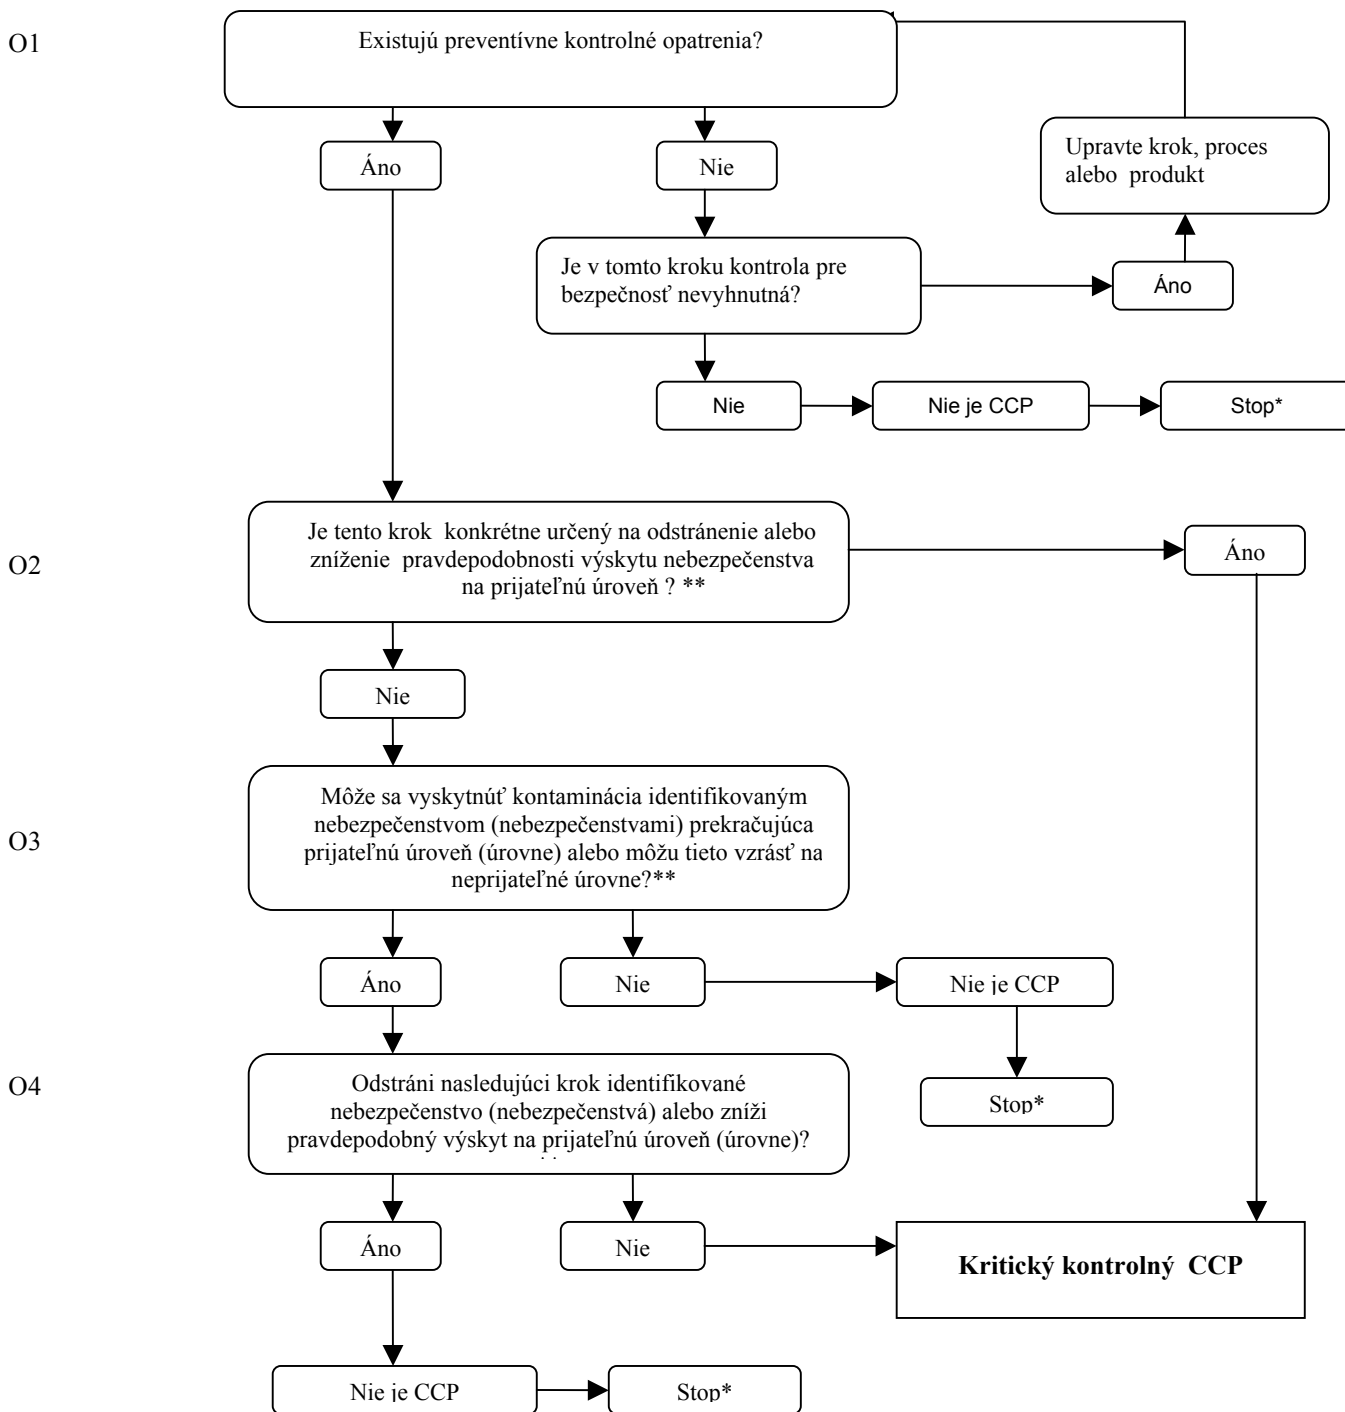 O1
Existujú preventívne kontrolné opatrenia?
Áno
Nie
Upravte krok, proces
alebo produkt
Je v tomto kroku kontrola pre
bezpečnosť nevyhnutná?
Áno
Nie
Nie je CCP
Stop*
O2
Je tento krok konkrétne určený na odstránenie alebo
zníženie pravdepodobnosti výskytu nebezpečenstva
na prijateľnú úroveň ? **
Áno
Nie
O3
Môže sa vyskytnúť kontaminácia identifikovaným
nebezpečenstvom (nebezpečenstvami) prekračujúca
prijateľnú úroveň (úrovne) alebo môžu tieto vzrásť na
neprijateľné úrovne?**
Áno
Nie
Nie je CCP
Stop*
O4
Odstráni nasledujúci krok identifikované
nebezpečenstvo (nebezpečenstvá) alebo zníži
pravdepodobný výskyt na prijateľnú úroveň (úrovne)?
Áno
Nie
Kritický kontrolný CCP
Nie je CCP
Stop*